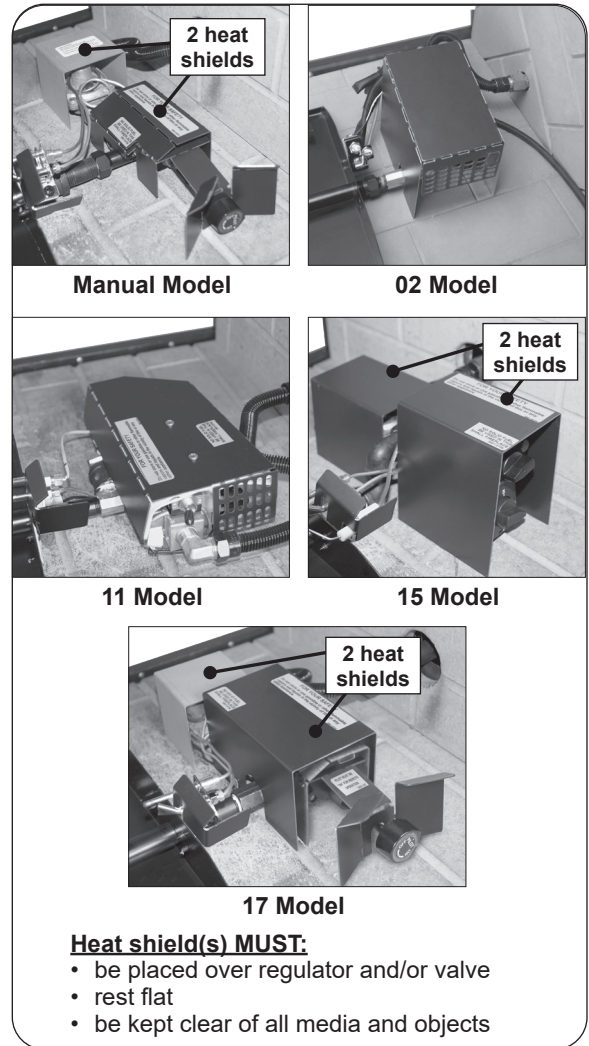 2 heat
shields
Manual Model
02 Model
2 heat
shields
11 Model
15 Model
2 heat
shields
17 Model
Heat shield(s) MUST:
• be placed over regulator and/or valve
• rest flat
• be kept clear of all media and objects